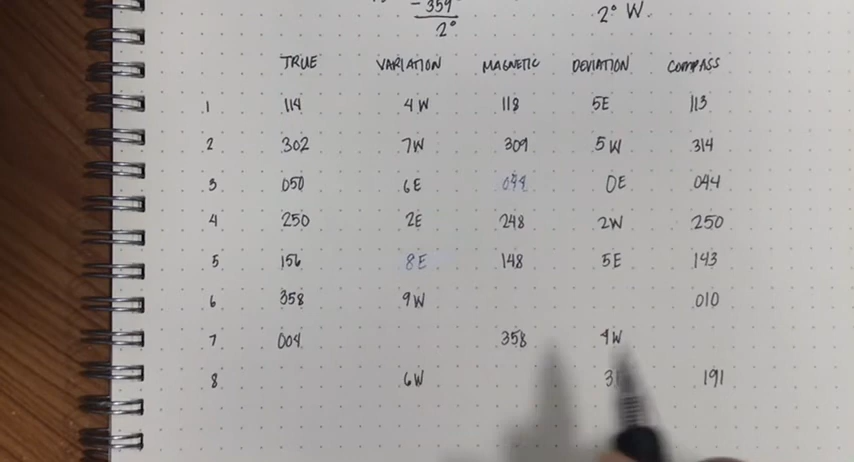 - 359°
2°
2° W.
TRUE VARIATION MAGNETIC DEVIATION COMPASS
1 114 4W 118 5E 113
2 302 7W 309 5W 314
3 050 6E 044 0E 044
4 250 2E 248 2W 250
5 156 8E 148 5E 143
6 358 9W 010
7 004 358 4W
8 6W 191